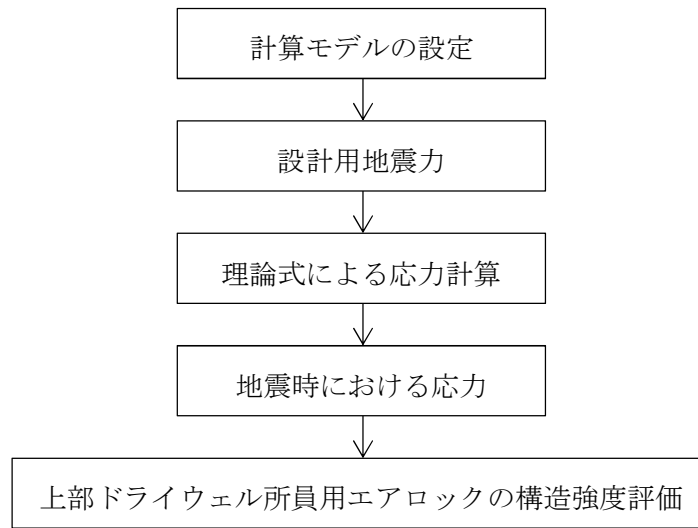 計算モデルの設定
設計用地震力
理論式による応力計算
地震時における応力
上部ドライウェル所員用エアロックの構造強度評価